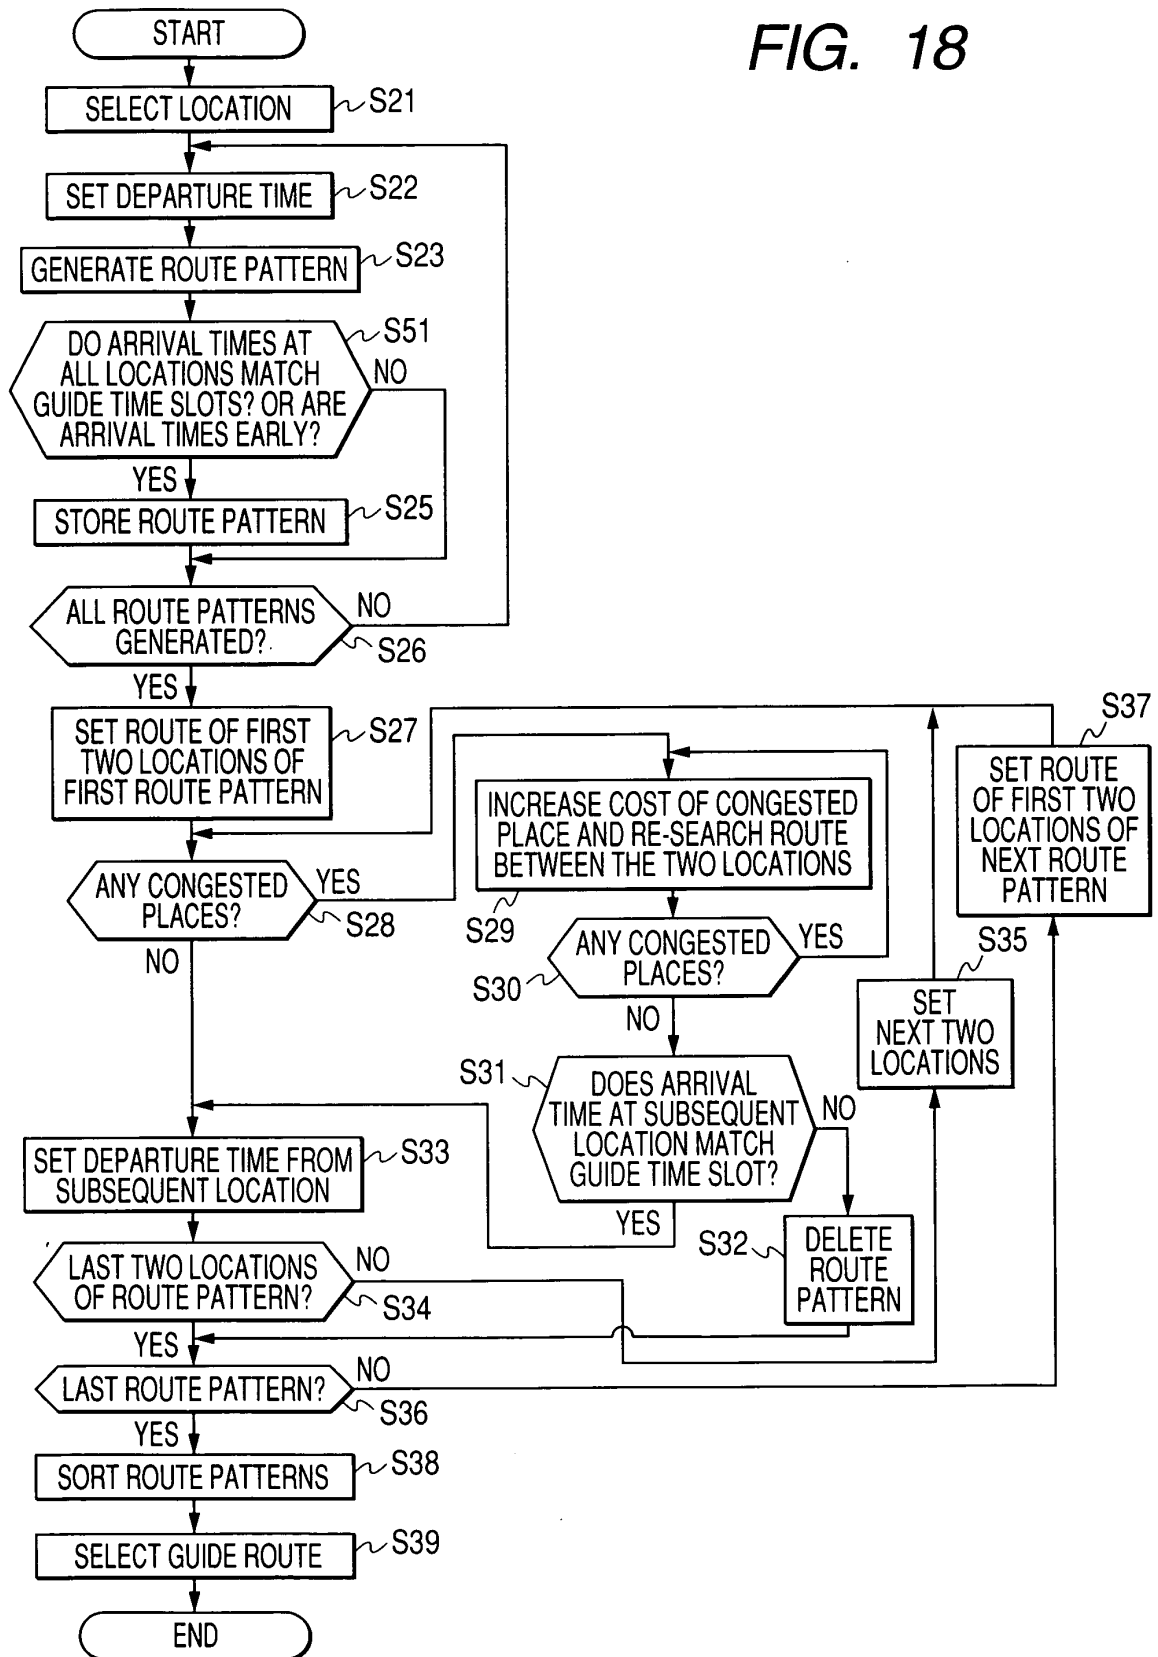 FIG. 18
START
SELECT LOCATION
S21
SET DEPARTURE TIME
S22
GENERATE ROUTE PATTERN
S23
DO ARRIVAL TIMES AT
ALL LOCATIONS MATCH
GUIDE TIME SLOTS? OR ARE
ARRIVAL TIMES EARLY?
S51
NO
YES
STORE ROUTE PATTERN
S25
ALL ROUTE PATTERNS
GENERATED?
NO
S26
YES
SET ROUTE OF FIRST
TWO LOCATIONS OF
FIRST ROUTE PATTERN
S27
ANY CONGESTED
PLACES?
YES
S28
NO
INCREASE COST OF CONGESTED
PLACE AND RE-SEARCH ROUTE
BETWEEN THE TWO LOCATIONS
S29
ANY CONGESTED
PLACES?
YES
S30
NO
S31
DOES ARRIVAL
TIME AT SUBSEQUENT
LOCATION MATCH
GUIDE TIME SLOT?
NO
YES
S32
DELETE
ROUTE
PATTERN
SET DEPARTURE TIME FROM
SUBSEQUENT LOCATION
S33
LAST TWO LOCATIONS
OF ROUTE PATTERN?
NO
S34
YES
S35
SET
NEXT TWO
LOCATIONS
LAST ROUTE PATTERN?
NO
S36
YES
S37
SET ROUTE
OF FIRST TWO
LOCATIONS OF
NEXT ROUTE
PATTERN
SORT ROUTE PATTERNS
S38
SELECT GUIDE ROUTE
S39
END